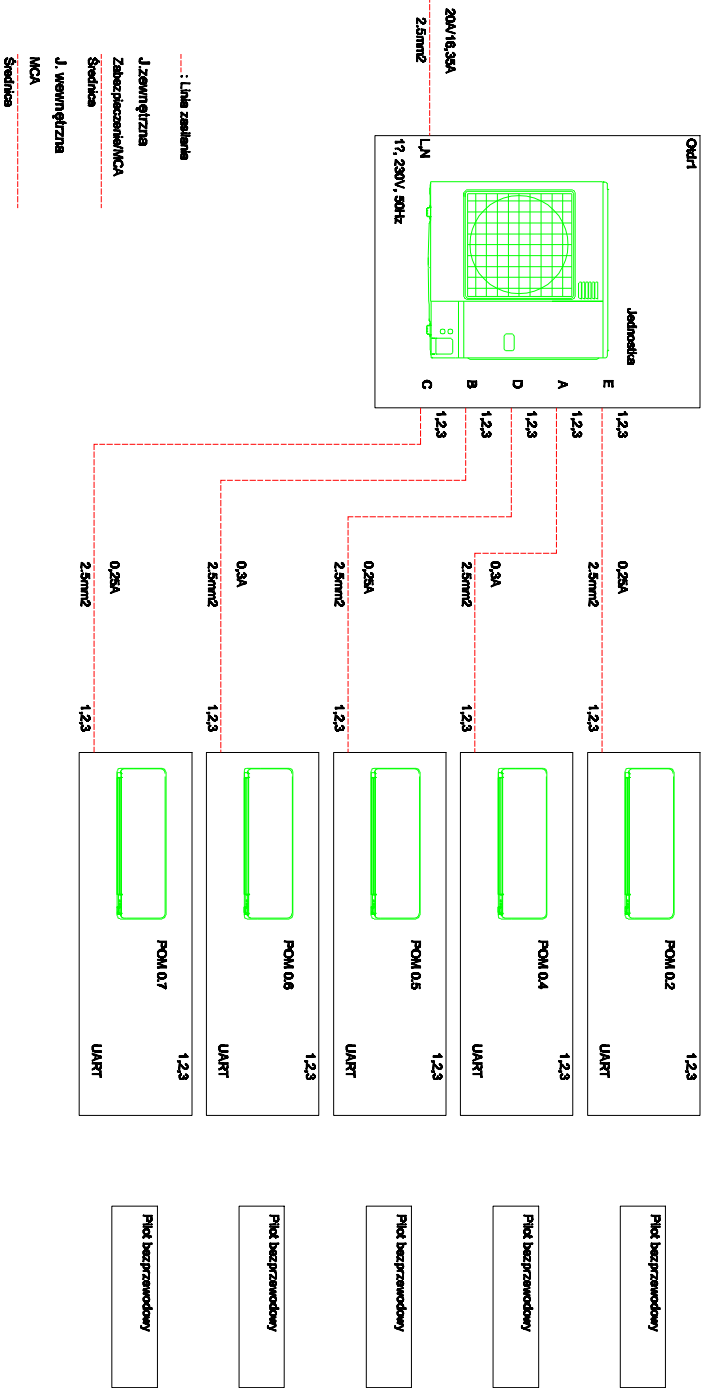 Otdr1
Jednostka
20A/16,35A
2.5mm2
L,N
1?, 230V, 50Hz
E
1,2,3
A
1,2,3
D
1,2,3
B
1,2,3
C
1,2,3
0,25A
2.5mm2
1,2,3
POM 0.2
1,2,3
UART
Pilot bezprzewodowy
0,3A
2.5mm2
1,2,3
POM 0.4
1,2,3
UART
Pilot bezprzewodowy
0,25A
2.5mm2
1,2,3
POM 0.5
1,2,3
UART
Pilot bezprzewodowy
0,3A
2.5mm2
1,2,3
POM 0.6
1,2,3
UART
Pilot bezprzewodowy
0,25A
2.5mm2
1,2,3
POM 0.7
1,2,3
UART
Pilot bezprzewodowy
: Linia zasilania
J.zewnętrzna
Zabezpieczenie/MCA
Średnica
J. wewnętrzna
MCA
Średnica